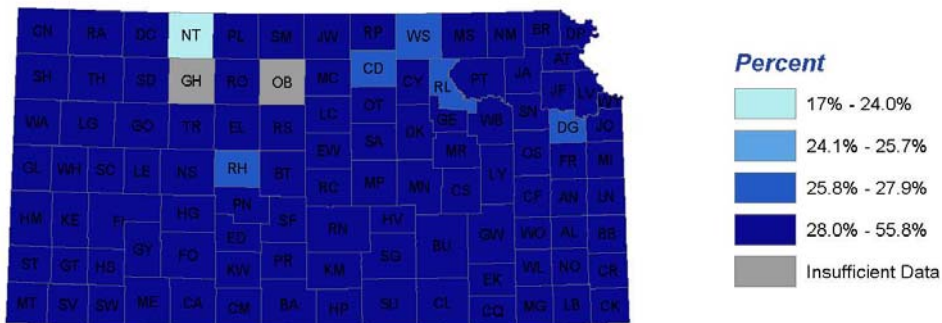 CN RA DC NT PL SM JW RP WS MS NM BR DP
SH TH SD GH RO OB MC CD CY RL PT JA AT
JF LV WY
WA LG GO TR EL RS LC OT DK GE WB SN DG JO
EW SA MR OS FR MI
GL WH SC LE NS RH BT RC MP MN CS LY CF AN LN
PN
HM KE FI HG SF RN HV BU GW WO AL BB
GY FO ED SG
ST GT HS KW PR KM EK WL NO CR
MT SV SW ME CA CM BA HP SU CL CQ MG LB CK
Percent
17% - 24.0%
24.1% - 25.7%
25.8% - 27.9%
28.0% - 55.8%
Insufficient Data